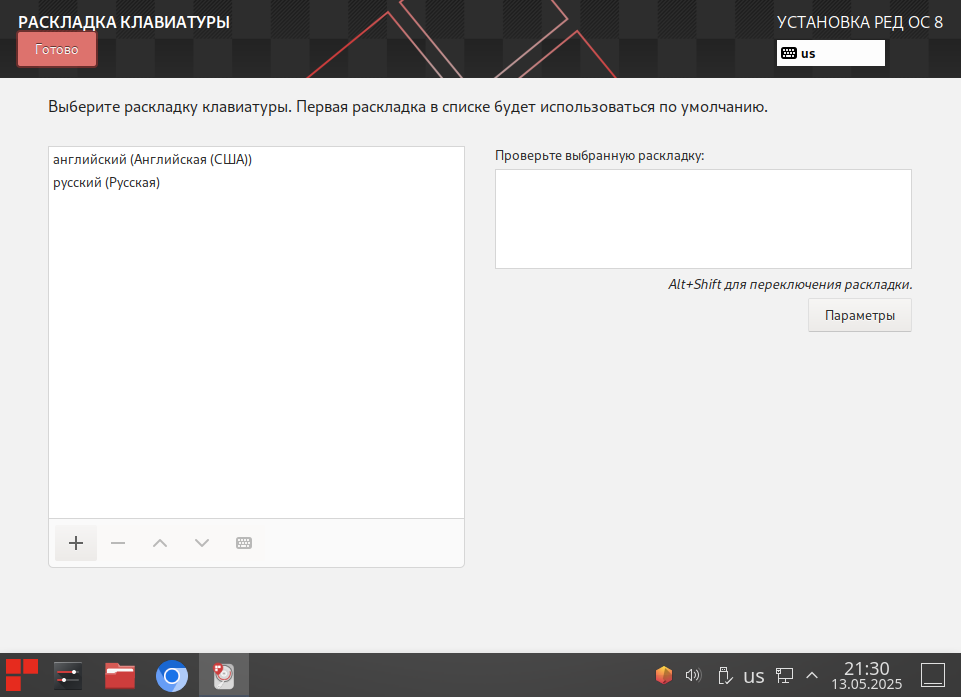 РАСКЛАДКА КЛАВИАТУРЫ
УСТАНОВКА РЕД ОС 8
Готово
us
Выберите раскладку клавиатуры. Первая раскладка в списке будет использоваться по умолчанию.
английский (Английская (США))
русский (Русская)
Проверьте выбранную раскладку:
Alt+Shift для переключения раскладки.
Параметры
us
21:30
13.05.2025